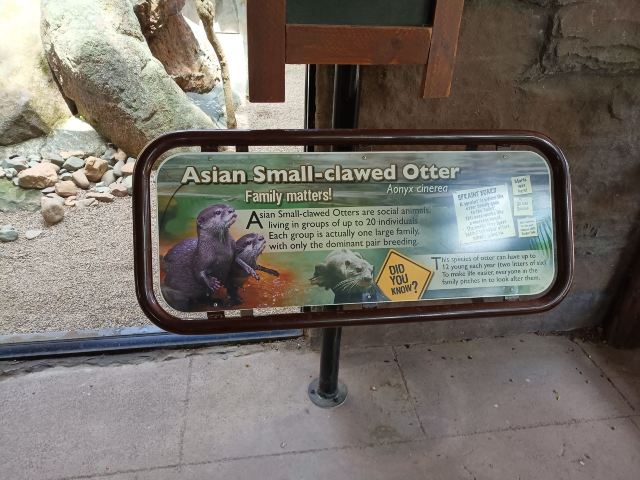 Asian Small-clawed Otter
Aonyx cinerea
Family matters!
Asian Small-clawed Otters are social animals,
living in groups of up to 20 individuals.
Each group is actually one large family,
with only the dominant pair breeding.
DID YOU
KNOW?
This species of otter can have up to
12 young each year (two litters of six).
To make life easier, everyone in the
family pitches in to look after them.